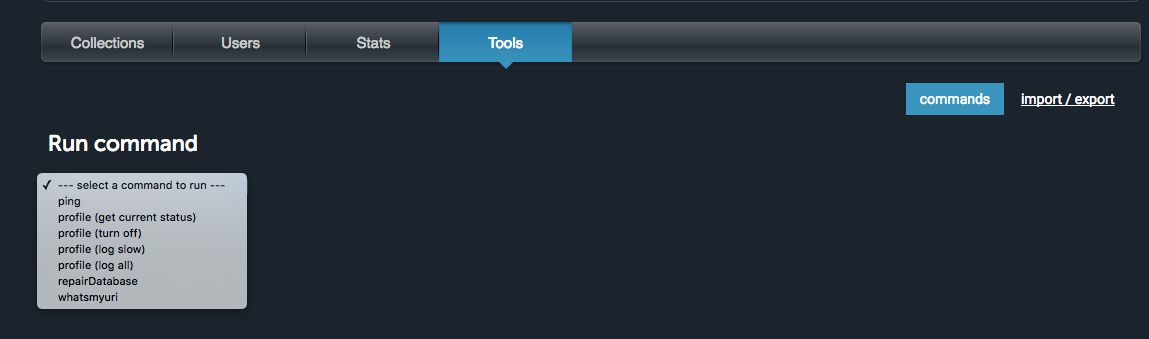 Collections Users Stats Tools
commands import / export
Run command
✓ --- select a command to run ---
ping
profile (get current status)
profile (turn off)
profile (log slow)
profile (log all)
repairDatabase
whatsmyuri